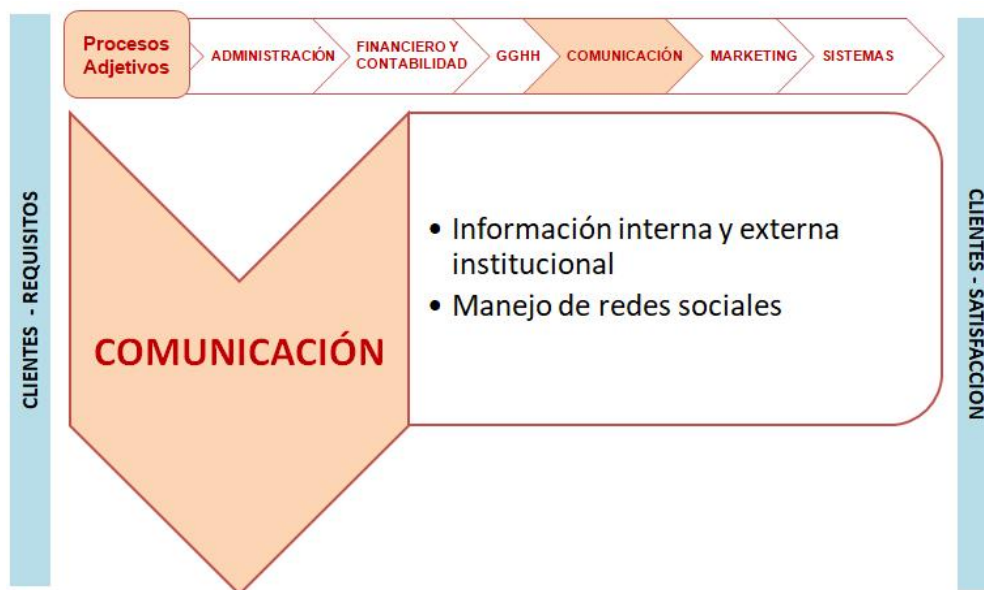 Procesos
Adjetivos
ADMINISTRACIÓN
FINANCIERO Y
CONTABILIDAD
GGHH
COMUNICACIÓN
MARKETING
SISTEMAS
CLIENTES - REQUISITOS
COMUNICACIÓN
• Información interna y externa
institucional
• Manejo de redes sociales
CLIENTES - SATISFACCION